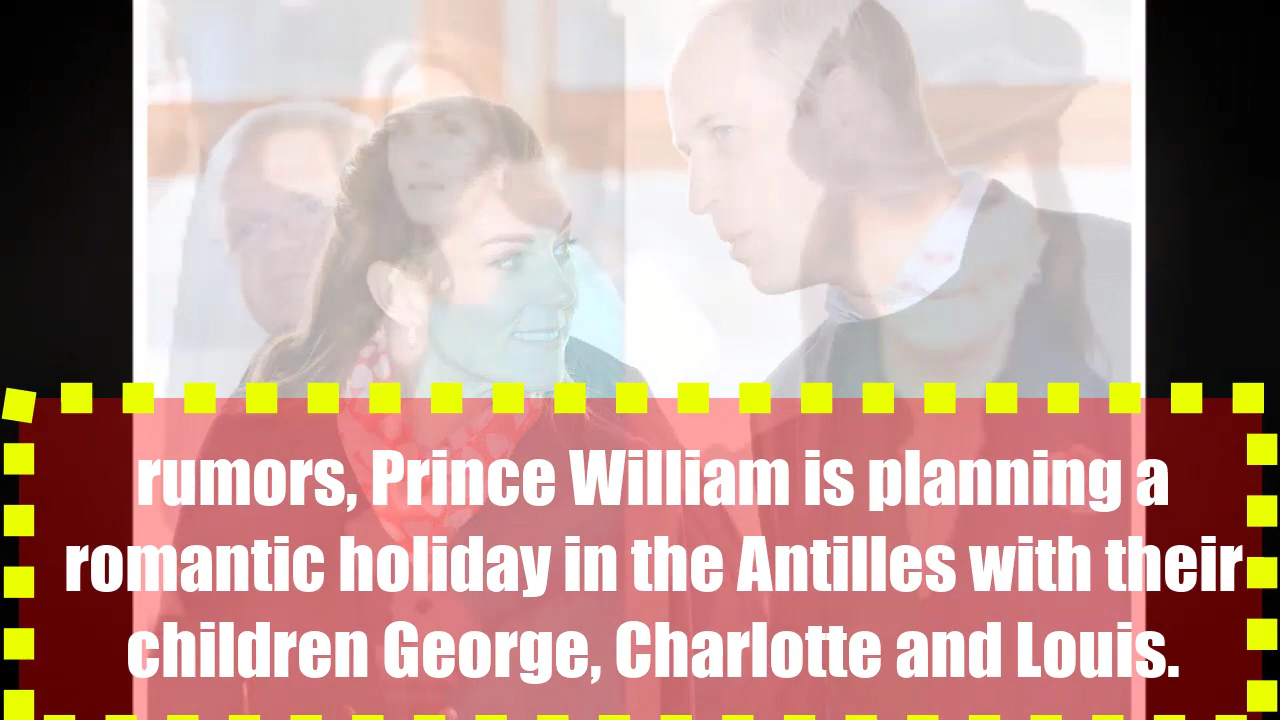 rumors, Prince William is planning a
romantic holiday in the Antilles with their
children George, Charlotte and Louis.